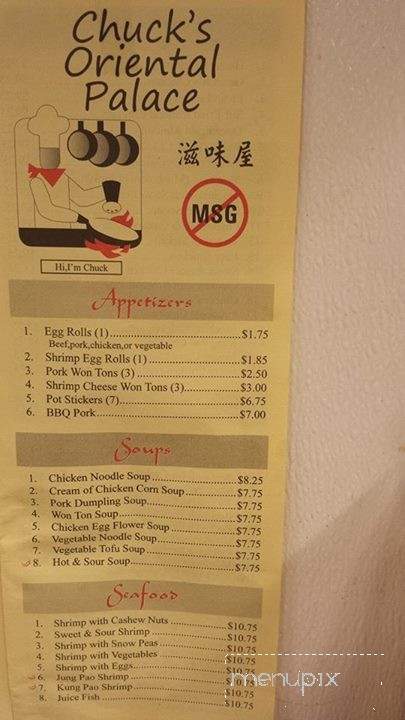 Chuck's
Oriental
Palace
滋味屋
MSG
Hi,I'm Chuck
Appetizers
1. Egg Rolls (1)........................................$1.75
Beef,pork,chicken,or vegetable
2. Shrimp Egg Rolls (1)............................$1.85
3. Pork Won Tons (3)................................$2.50
4. Shrimp Cheese Won Tons (3)................$3.00
5. Pot Stickers (7)......................................$6.75
6. BBQ Pork..............................................$7.00
Soups
1. Chicken Noodle Soup...........................$8.25
2. Cream of Chicken Corn Soup...............$7.75
3. Pork Dumpling Soup............................$7.75
4. Won Ton Soup.......................................$7.75
5. Chicken Egg Flower Soup....................$7.75
6. Vegetable Noodle Soup........................$7.75
7. Vegetable Tofu Soup............................$7.75
8. Hot & Sour Soup..................................$7.75
Seafood
1. Shrimp with Cashew Nuts...................$10.75
2. Sweet & Sour Shrimp..........................$10.75
3. Shrimp with Snow Peas......................$10.75
4. Shrimp with Vegetables......................$10.75
5. Shrimp with Eggs................................$10.75
6. Jung Pao Shrimp..................................$10.75
7. Kung Pao Shrimp.................................$10.75
8. Juice Fish.............................................$10.75
menupix